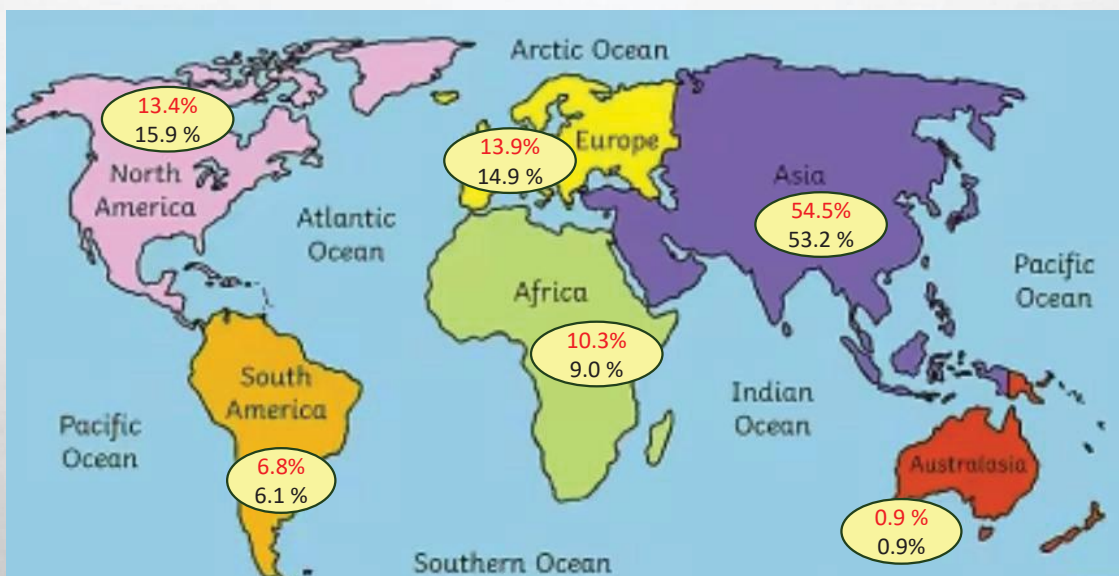 Arctic Ocean
13.4%
15.9 %
North
America
13.9%
14.9 %
Europe
Asia
54.5%
53.2 %
Atlantic
Ocean
Pacific
Ocean
Africa
10.3%
9.0 %
South
America
Indian
Ocean
Pacific
Ocean
6.8%
6.1 %
Australasia
0.9 %
0.9%
Southern Ocean